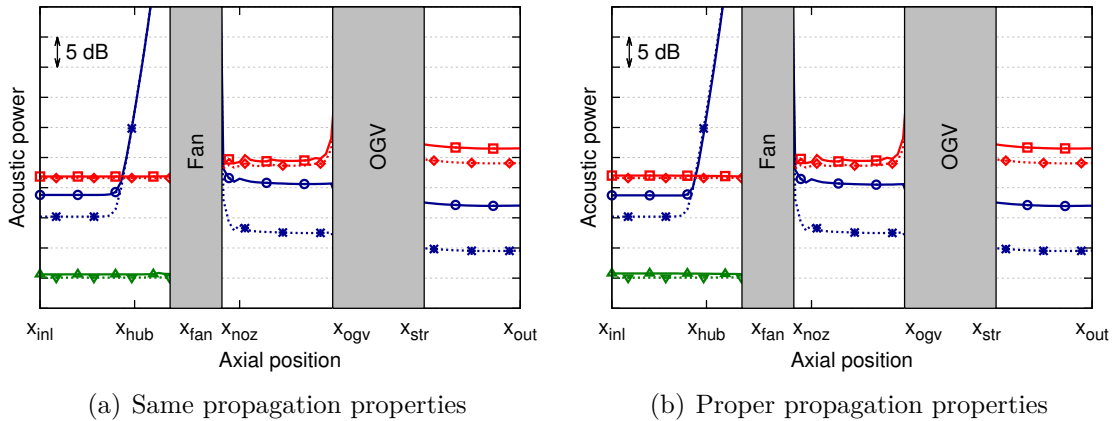 5 dB
Acoustic power
Fan
OGV
x_inl x_hub x_fan x_noz x_ogv x_str x_out
Axial position
(a) Same propagation properties
5 dB
Acoustic power
Fan
OGV
x_inl x_hub x_fan x_noz x_ogv x_str x_out
Axial position
(b) Proper propagation properties